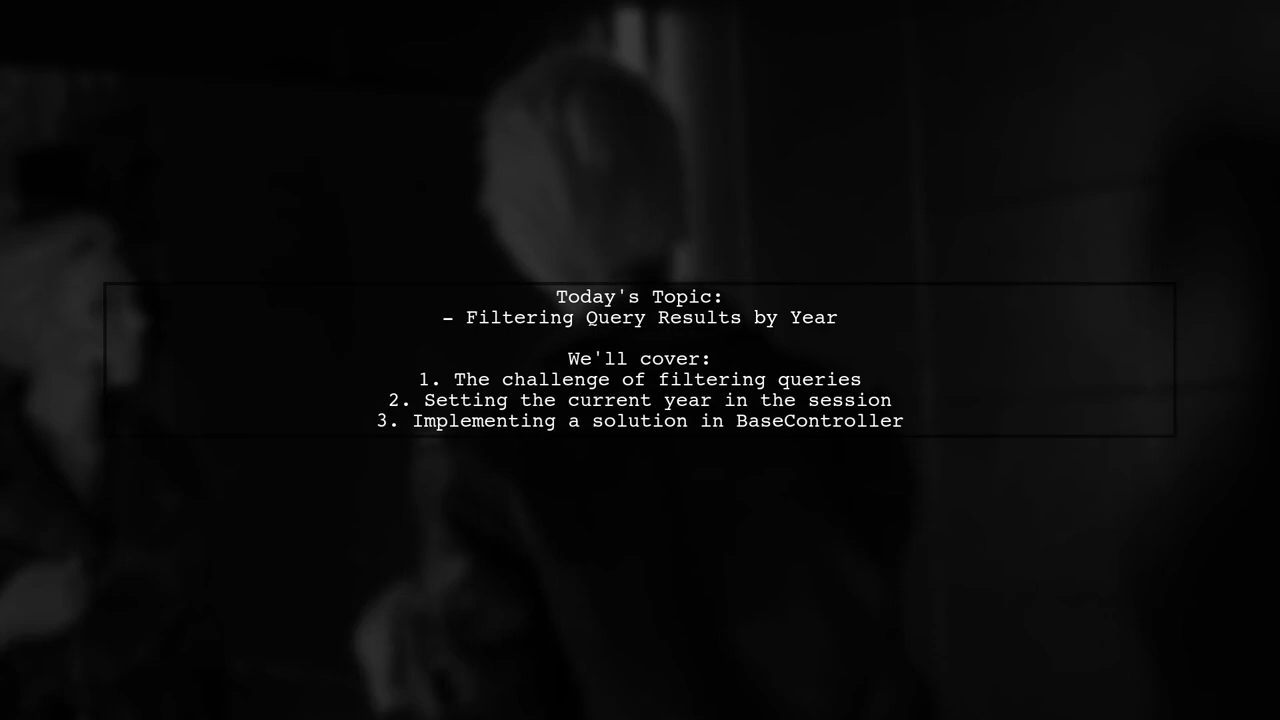 Today's Topic:
– Filtering Query Results by Year
We'll cover:
1. The challenge of filtering queries
2. Setting the current year in the session
3. Implementing a solution in BaseController